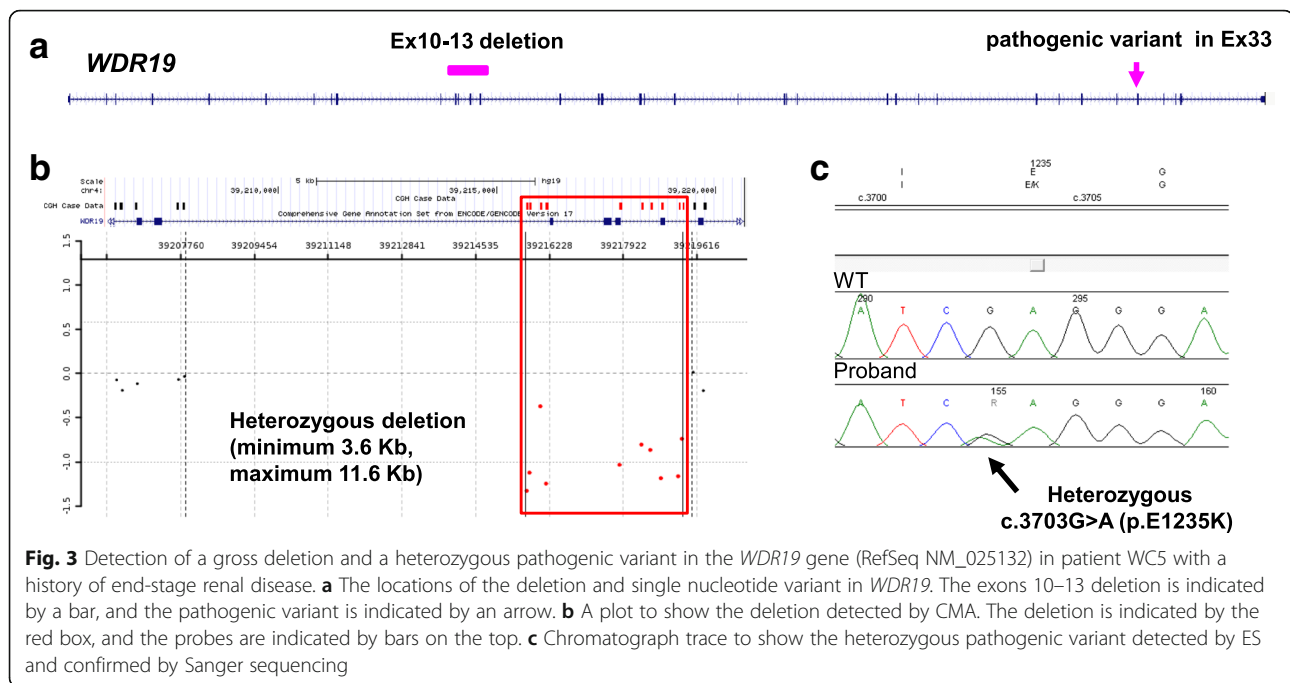 a
Ex10-13 deletion
pathogenic variant in Ex33
WDR19
b
Scale
5 kb
hg19
chr4:
39,210,000
39,215,000
39,220,000
CGH Case Data
CGH Case Data
Comprehensive Gene Annotation Set from ENCODE/GENCODE Version 17
WDR19
39207760 39209454 39211148 39212841 39214535 39216228 39217922 39219616
1.5
1.0
0.5
0.0
-0.5
-1.0
-1.5
Heterozygous deletion
(minimum 3.6 Kb,
maximum 11.6 Kb)
c
1235
I E G
I E/K G
c.3700 c.3705
WT
290 295
A T C G A G G G A
Proband
155 160
A T C R A G G G A
Heterozygous
c.3703G>A (p.E1235K)
Fig. 3 Detection of a gross deletion and a heterozygous pathogenic variant in the WDR19 gene (RefSeq NM_025132) in patient WC5 with a
history of end-stage renal disease. a The locations of the deletion and single nucleotide variant in WDR19. The exons 10–13 deletion is indicated
by a bar, and the pathogenic variant is indicated by an arrow. b A plot to show the deletion detected by CMA. The deletion is indicated by the
red box, and the probes are indicated by bars on the top. c Chromatograph trace to show the heterozygous pathogenic variant detected by ES
and confirmed by Sanger sequencing